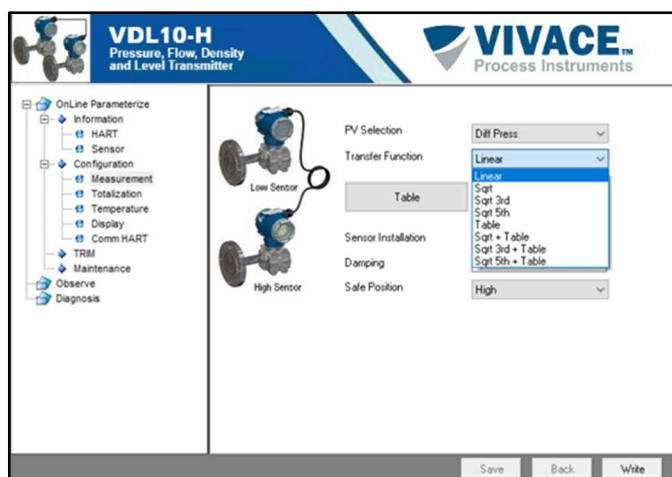 VDL10-H
Pressure, Flow, Density
and Level Transmitter
VIVACE™
Process Instruments
OnLine Parameterize
Information
HART
Sensor
Configuration
Measurement
Totalization
Temperature
Display
Comm HART
TRIM
Maintenance
Observe
Diagnosis
Low Sensor
High Sensor
PV Selection
Diff Press
Transfer Function
Linear
Linear
Sqrt
Sqrt 3rd
Sqrt 5th
Table
Sqrt + Table
Sqrt 3rd + Table
Sqrt 5th + Table
Table
Sensor Installation
Damping
Safe Position
High
Save
Back
Write